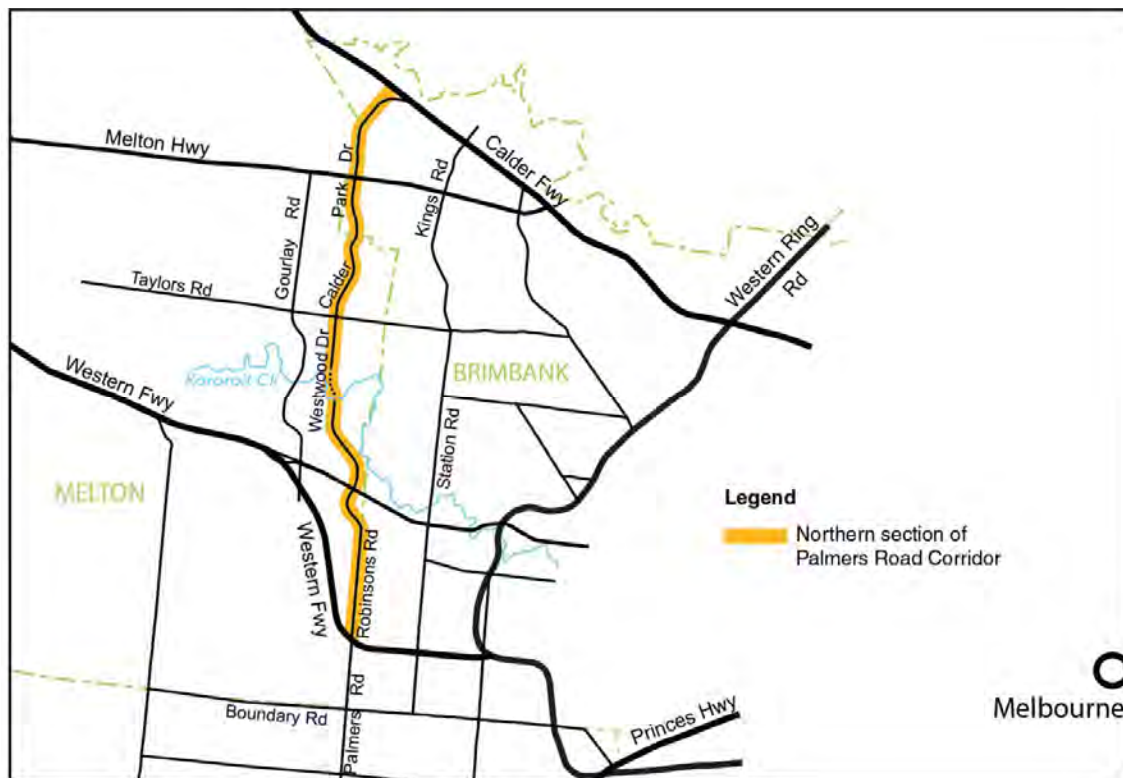 Melton Hwy
Calder Fwy
Kings Rd
Park Dr
Gourlay Rd
Western Ring
Rd
Taylors Rd
Calder
Westwood Dr
BRIMBANK
Western Fwy
Station Rd
MELTON
Legend
Northern section of
Palmers Road Corridor
Western Fwy
Robinsons Rd
Boundary Rd
Palmers Rd
Princes Hwy
Melbourne